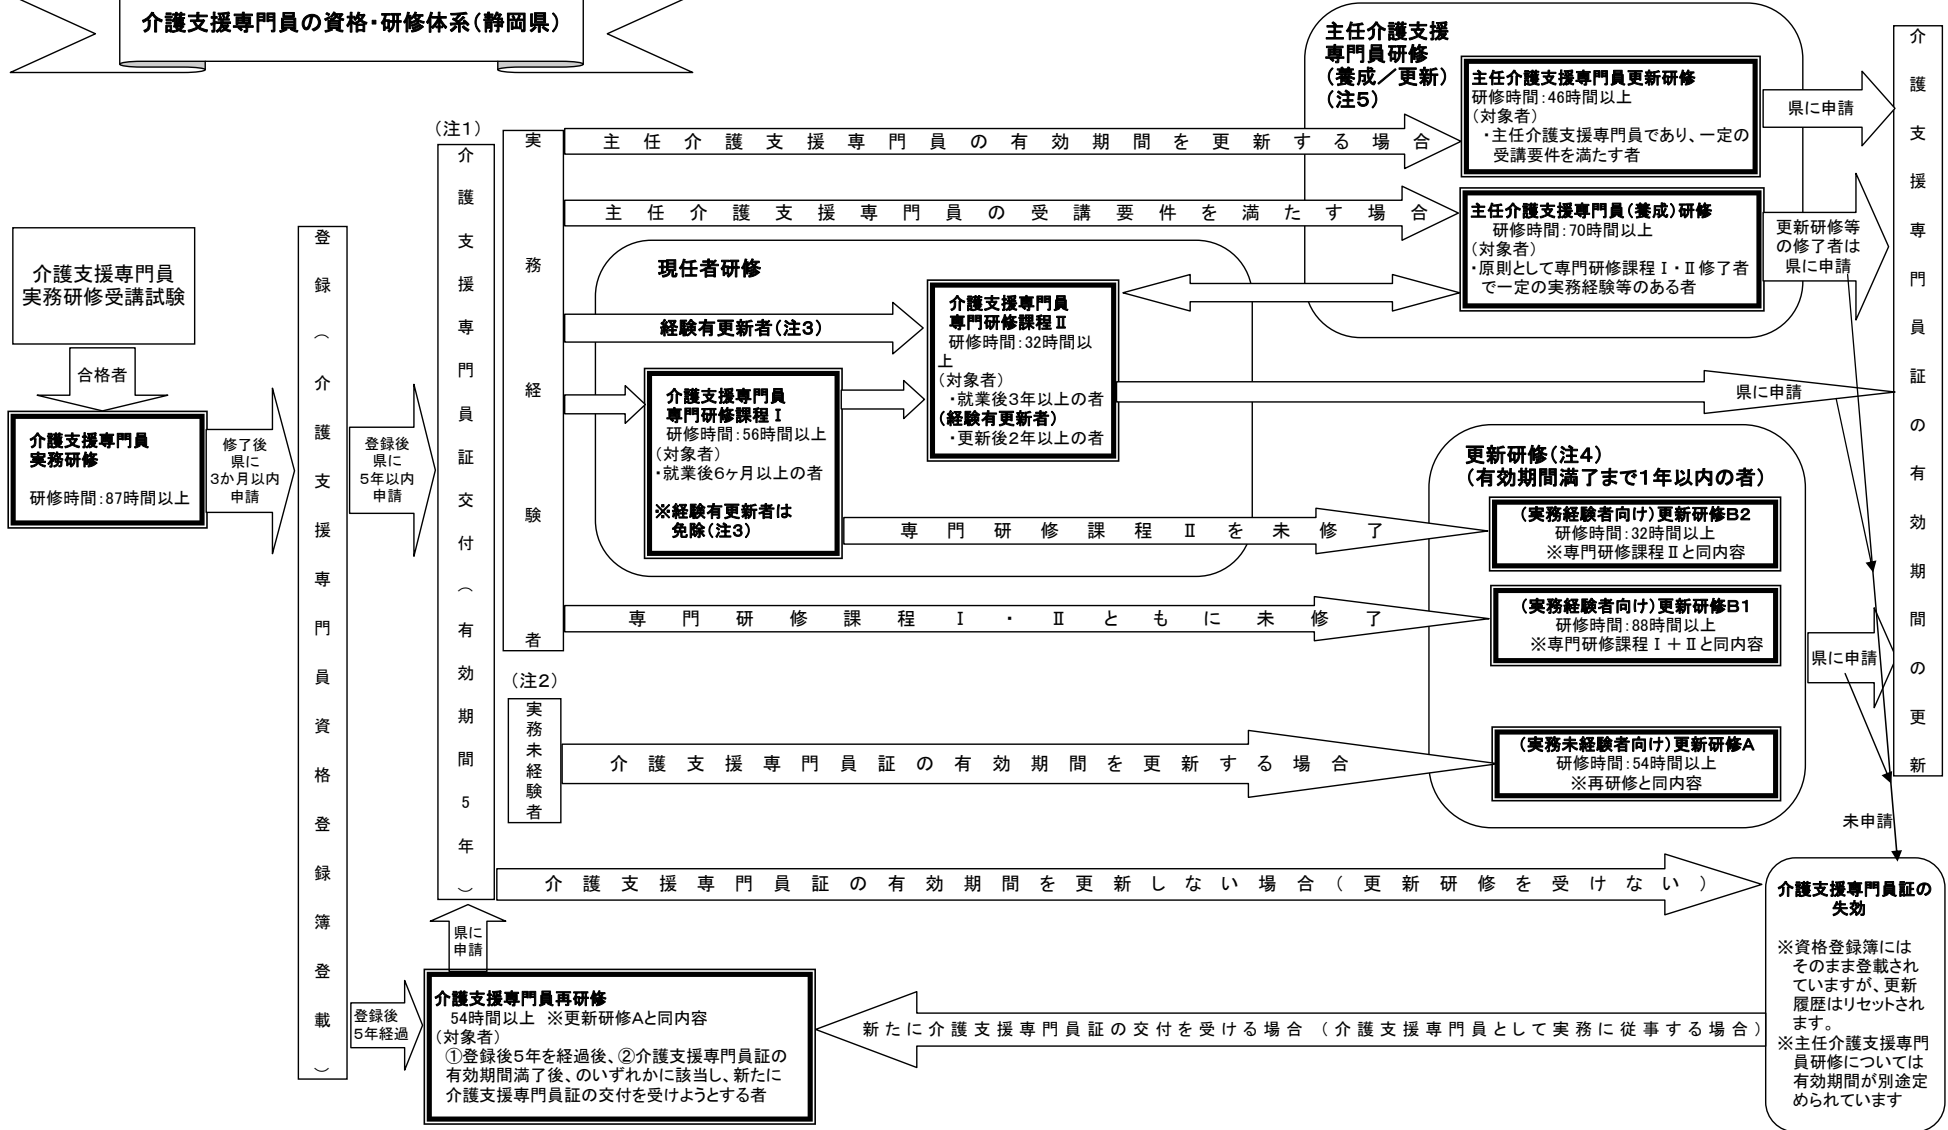 介護支援専門員の資格・研修体系(静岡県)
介護支援専門員
実務研修受講試験
合格者
介護支援専門員
実務研修
研修時間:87時間以上
修了後
県に
3か月以内
申請
登録(介護支援専門員資格登録簿登載)
登録後
県に
5年以内
申請
登録後
5年経過
(注1)
介護支援専門員証交付(有効期間5年)
県に
申請
実務経験者
(注2)
実務未経験者
主任介護支援専門員の有効期間を更新する場合
主任介護支援専門員の受講要件を満たす場合
主任介護支援
専門員研修
(養成/更新)
(注5)
主任介護支援専門員更新研修
研修時間:46時間以上
(対象者)
・主任介護支援専門員であり、一定の
受講要件を満たす者
県に申請
主任介護支援専門員(養成)研修
研修時間:70時間以上
(対象者)
・原則として専門研修課程Ⅰ・Ⅱ修了者
で一定の実務経験等のある者
更新研修等
の修了者は
県に申請
現任者研修
経験有更新者(注3)
介護支援専門員
専門研修課程Ⅰ
研修時間:56時間以上
(対象者)
・就業後6ヶ月以上の者
※経験有更新者は
免除(注3)
介護支援専門員
専門研修課程Ⅱ
研修時間:32時間以
上
(対象者)
・就業後3年以上の者
(経験有更新者)
・更新後2年以上の者
県に申請
専門研修課程Ⅱを未修了
専門研修課程Ⅰ・Ⅱともに未修了
介護支援専門員証の有効期間を更新する場合
更新研修(注4)
(有効期間満了まで1年以内の者)
(実務経験者向け)更新研修B2
研修時間:32時間以上
※専門研修課程Ⅱと同内容
(実務経験者向け)更新研修B1
研修時間:88時間以上
※専門研修課程Ⅰ+Ⅱと同内容
(実務未経験者向け)更新研修A
研修時間:54時間以上
※再研修と同内容
県に申請
介護支援専門員証の有効期間の更新
未申請
介護支援専門員証の有効期間を更新しない場合(更新研修を受けない)
介護支援専門員証の
失効
※資格登録簿には
そのまま登載され
ていますが、更新
履歴はリセットされ
ます。
※主任介護支援専門
員研修については
有効期間が別途定
められています
新たに介護支援専門員証の交付を受ける場合(介護支援専門員として実務に従事する場合)
介護支援専門員再研修
54時間以上 ※更新研修Aと同内容
(対象者)
①登録後5年を経過後、②介護支援専門員証の
有効期間満了後、のいずれかに該当し、新たに
介護支援専門員証の交付を受けようとする者